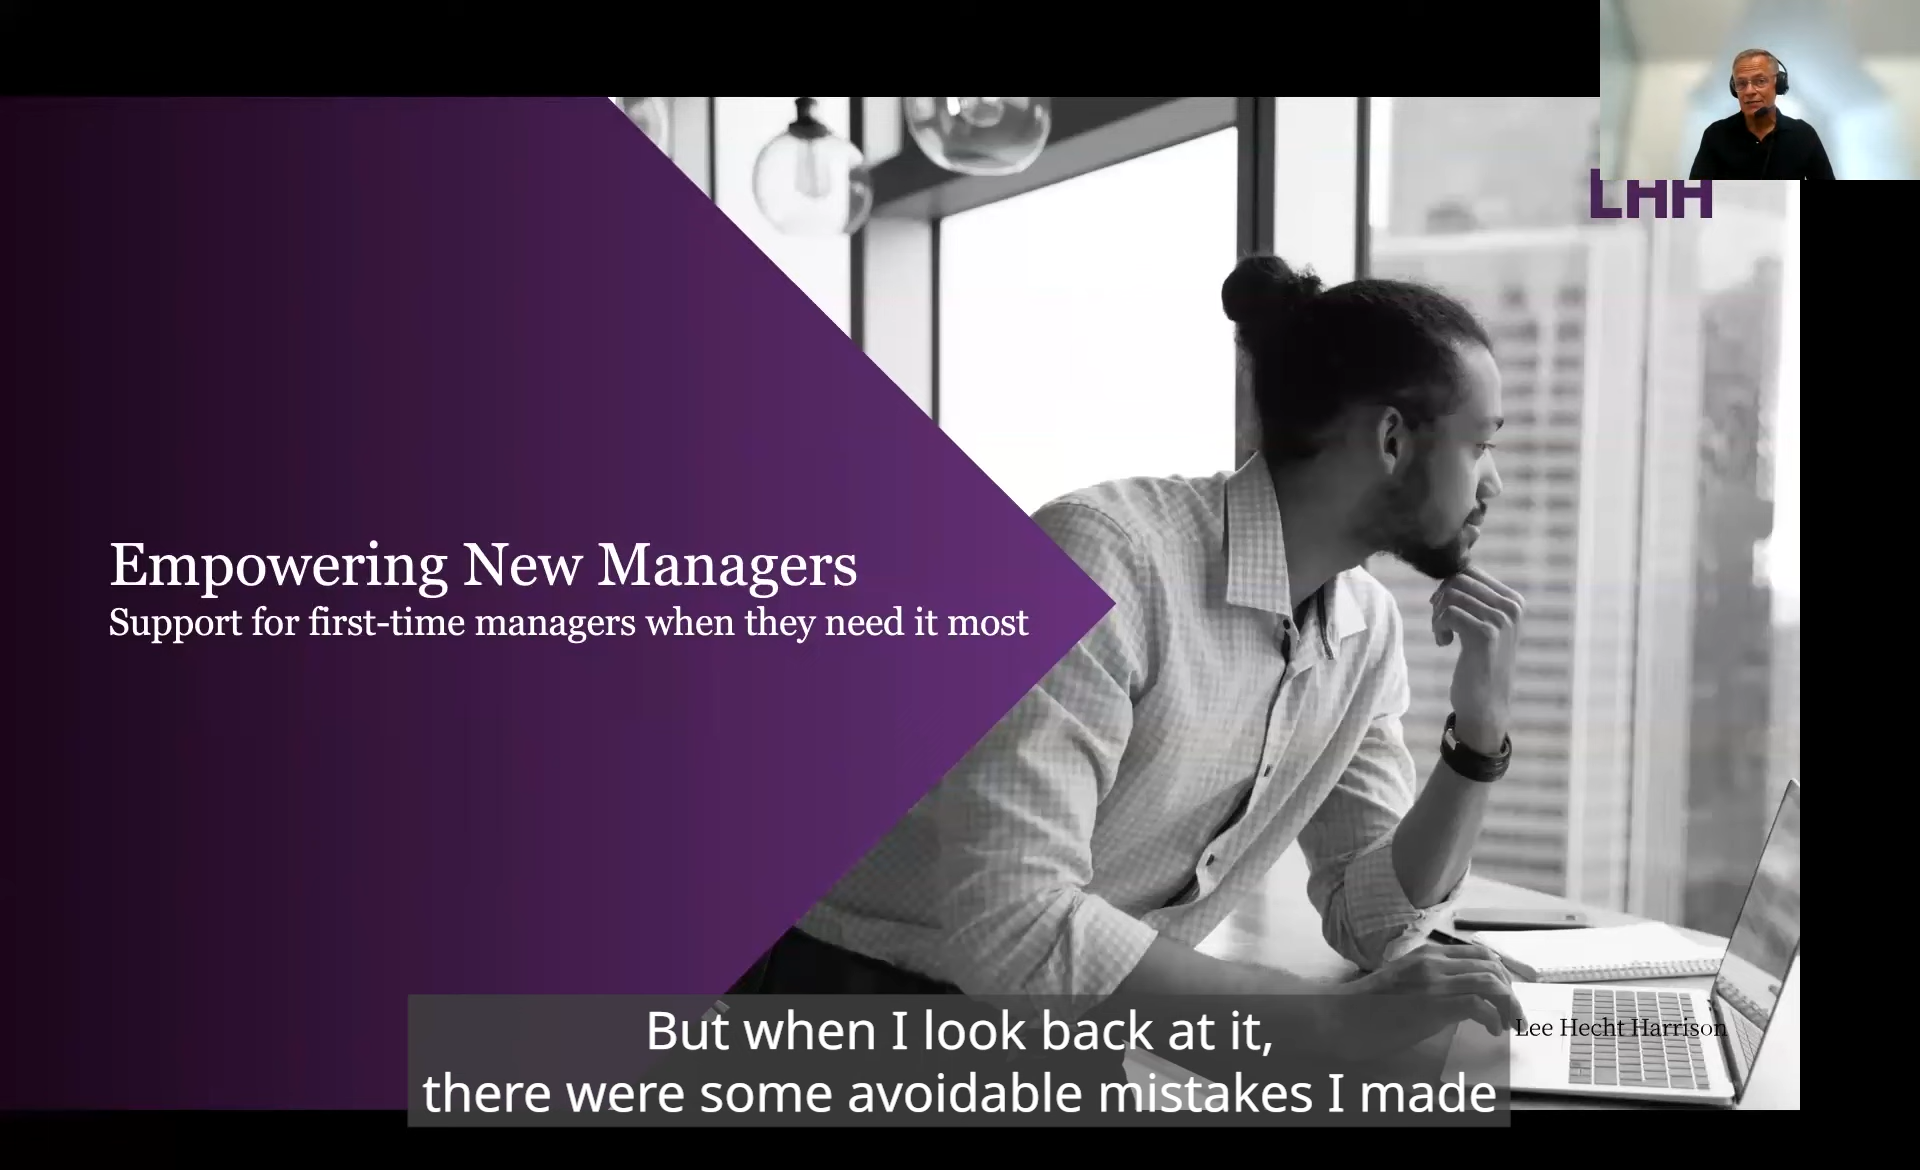 LHH
Empowering New Managers
Support for first-time managers when they need it most
Lee Hecht Harrison
But when I look back at it,
there were some avoidable mistakes I made